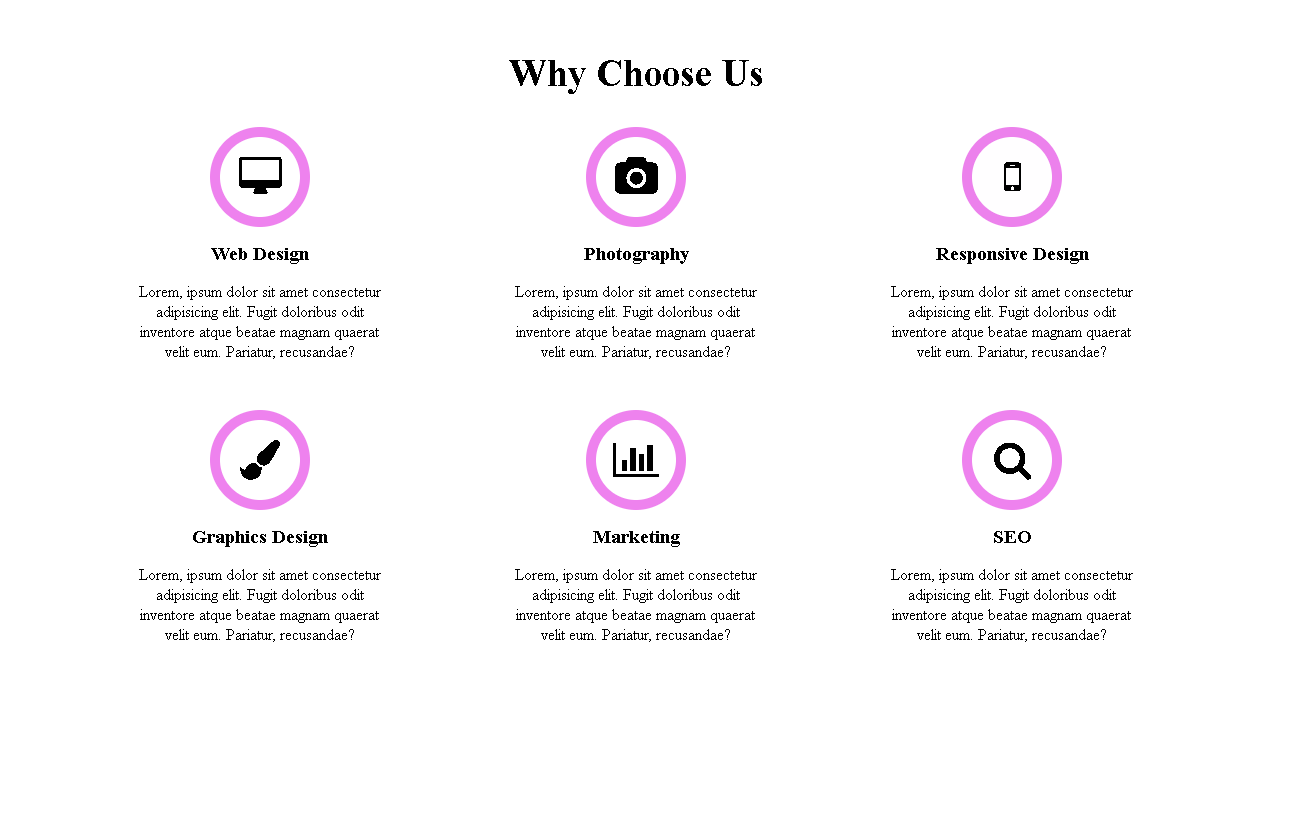 Why Choose Us
Web Design
Lorem, ipsum dolor sit amet consectetur
adipisicing elit. Fugit doloribus odit
inventore atque beatae magnam quaerat
velit eum. Pariatur, recusandae?
Photography
Lorem, ipsum dolor sit amet consectetur
adipisicing elit. Fugit doloribus odit
inventore atque beatae magnam quaerat
velit eum. Pariatur, recusandae?
Responsive Design
Lorem, ipsum dolor sit amet consectetur
adipisicing elit. Fugit doloribus odit
inventore atque beatae magnam quaerat
velit eum. Pariatur, recusandae?
Graphics Design
Lorem, ipsum dolor sit amet consectetur
adipisicing elit. Fugit doloribus odit
inventore atque beatae magnam quaerat
velit eum. Pariatur, recusandae?
Marketing
Lorem, ipsum dolor sit amet consectetur
adipisicing elit. Fugit doloribus odit
inventore atque beatae magnam quaerat
velit eum. Pariatur, recusandae?
SEO
Lorem, ipsum dolor sit amet consectetur
adipisicing elit. Fugit doloribus odit
inventore atque beatae magnam quaerat
velit eum. Pariatur, recusandae?